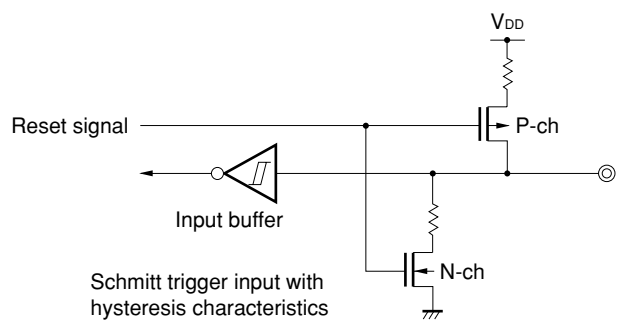 VDD
Reset signal
P-ch
Input buffer
N-ch
Schmitt trigger input with
hysteresis characteristics